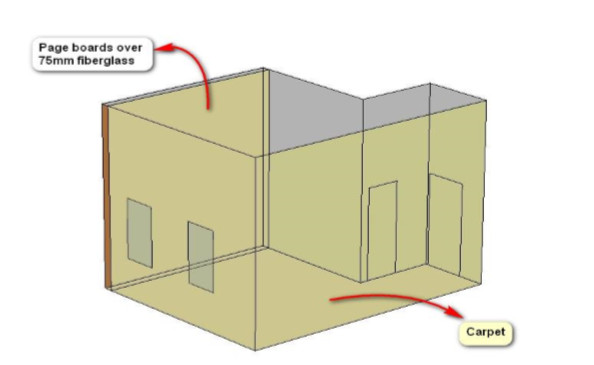 Page boards over
75mm fiberglass
Carpet